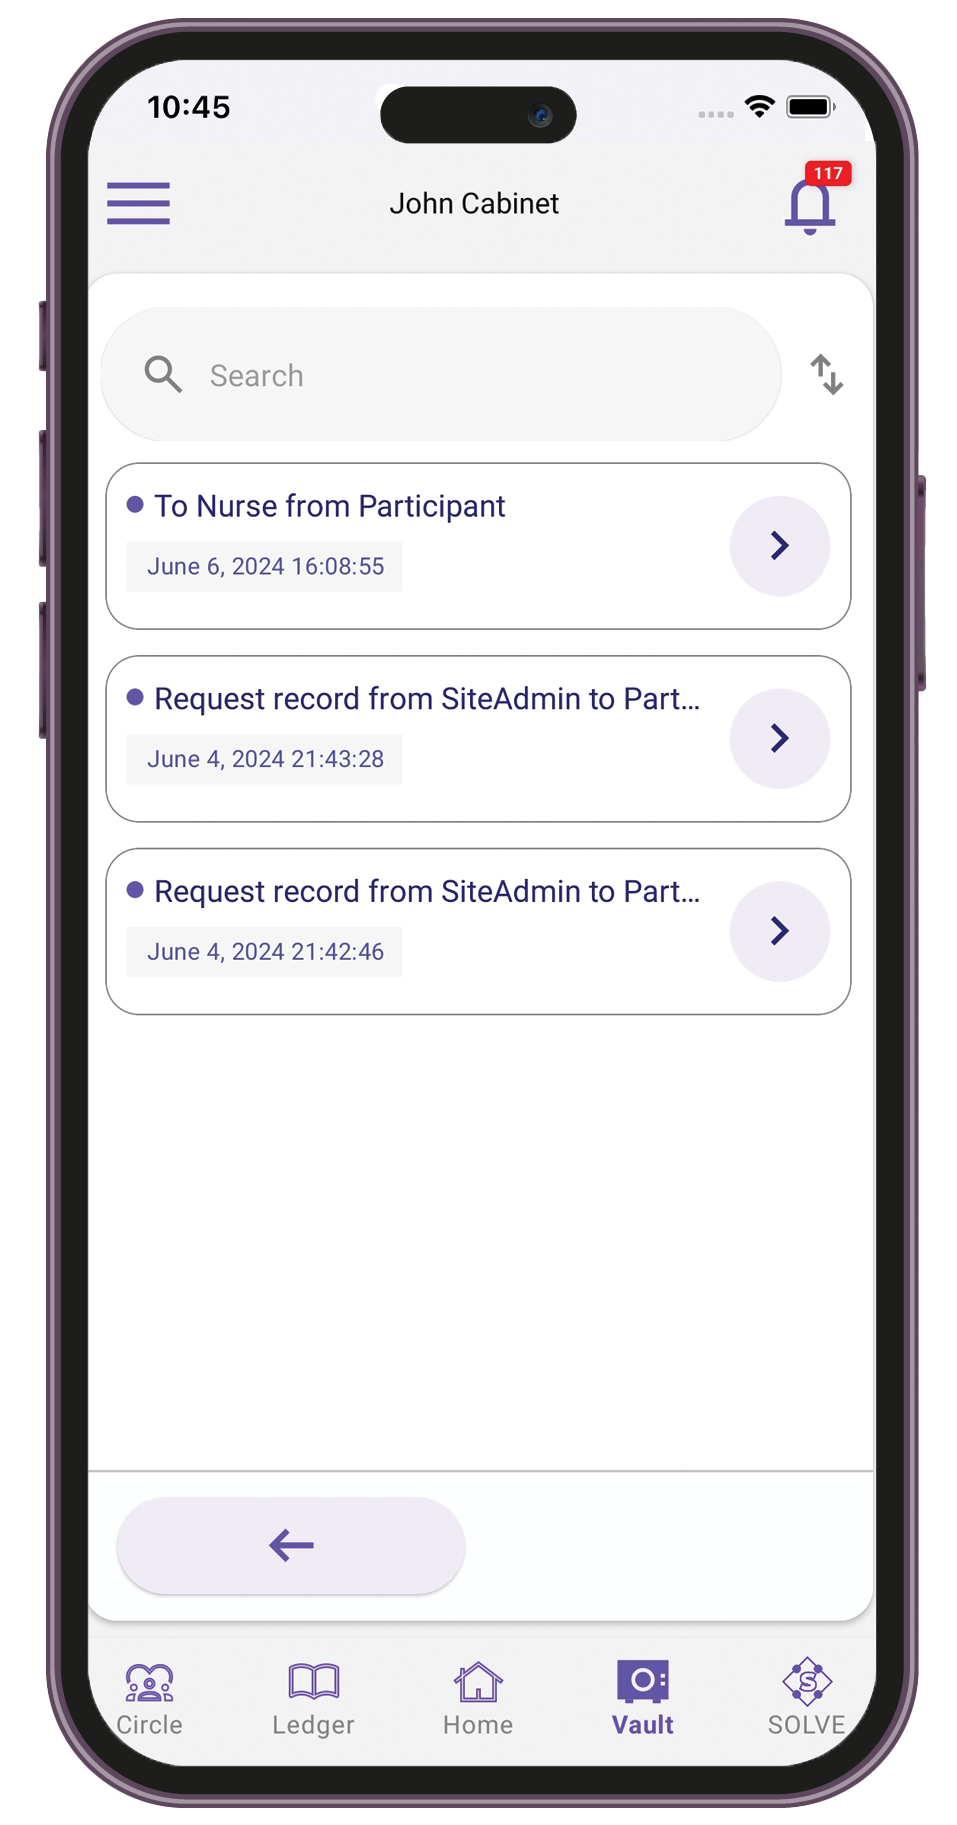 10:45
117
John Cabinet
Search
To Nurse from Participant
June 6, 2024 16:08:55
Request record from SiteAdmin to Part...
June 4, 2024 21:43:28
Request record from SiteAdmin to Part...
June 4, 2024 21:42:46
S
Circle
Ledger
Home
Vault
SOLVE